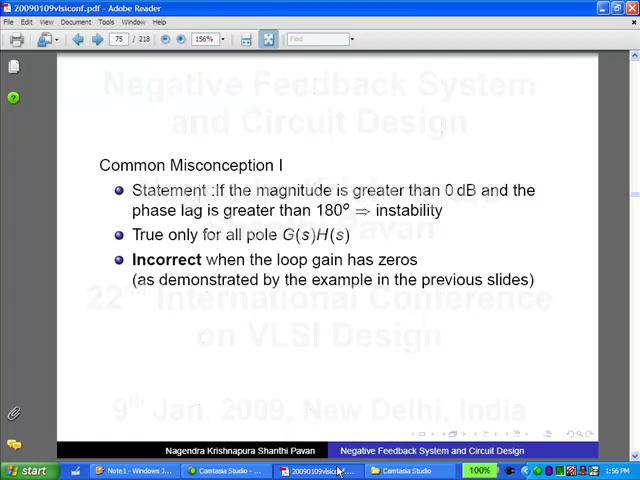 20090109vlsiconf.pdf - Adobe Reader
File Edit View Document Tools Window Help
75 / 218 156% Find
Negative Feedback System
and Circuit Design
Common Misconception I
Statement :If the magnitude is greater than 0 dB and the
phase lag is greater than 180° ⇒ instability
Pavan
True only for all pole G(s)H(s)
Incorrect when the loop gain has zeros
(as demonstrated by the example in the previous slides)
22nd International Conference
on VLSI Design
9th Jan. 2009, New Delhi, India
Nagendra Krishnapura Shanthi Pavan Negative Feedback System and Circuit Design
start Note1 - Windows J... Camtasia Studio - ... 20090109vlsiconf.... Camtasia Studio 100% 1:56 PM